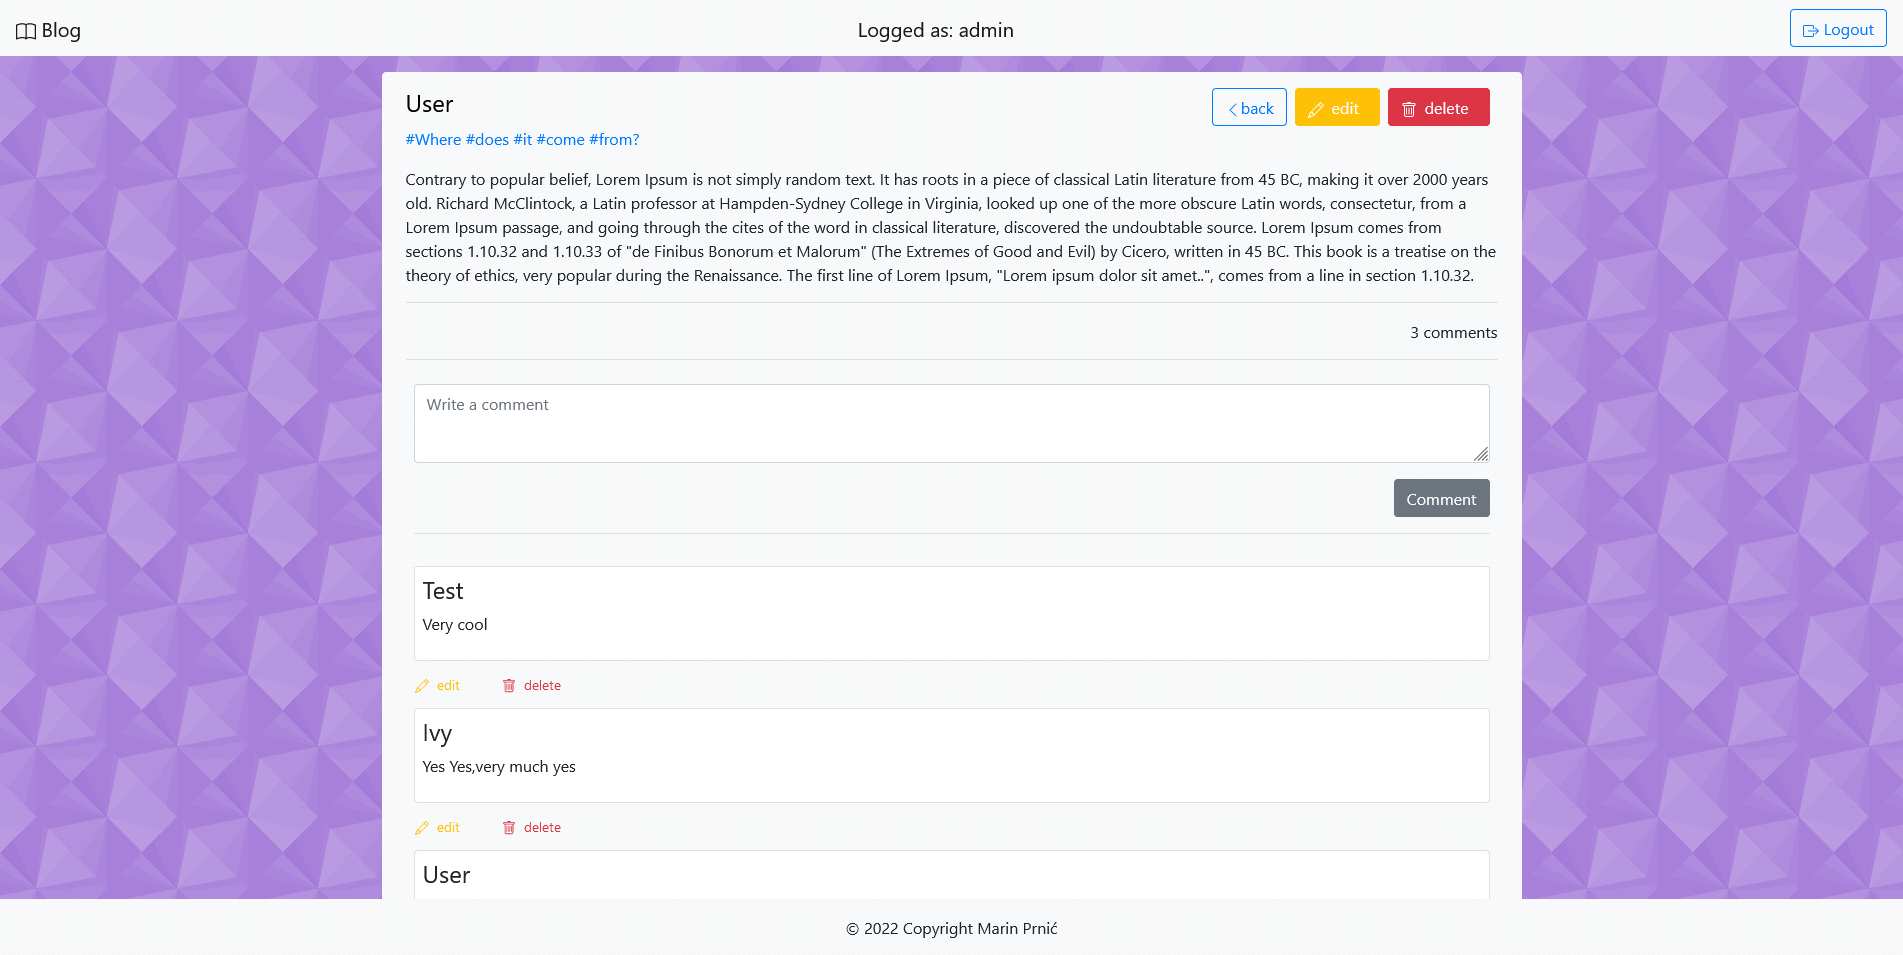 Blog
Logged as: admin
Logout
User
back
edit
delete
#Where #does #it #come #from?
Contrary to popular belief, Lorem Ipsum is not simply random text. It has roots in a piece of classical Latin literature from 45 BC, making it over 2000 years
old. Richard McClintock, a Latin professor at Hampden-Sydney College in Virginia, looked up one of the more obscure Latin words, consectetur, from a
Lorem Ipsum passage, and going through the cites of the word in classical literature, discovered the undoubtable source. Lorem Ipsum comes from
sections 1.10.32 and 1.10.33 of "de Finibus Bonorum et Malorum" (The Extremes of Good and Evil) by Cicero, written in 45 BC. This book is a treatise on the
theory of ethics, very popular during the Renaissance. The first line of Lorem Ipsum, "Lorem ipsum dolor sit amet..", comes from a line in section 1.10.32.
3 comments
Write a comment
Comment
Test
Very cool
edit
delete
Ivy
Yes Yes,very much yes
edit
delete
User
© 2022 Copyright Marin Prnić